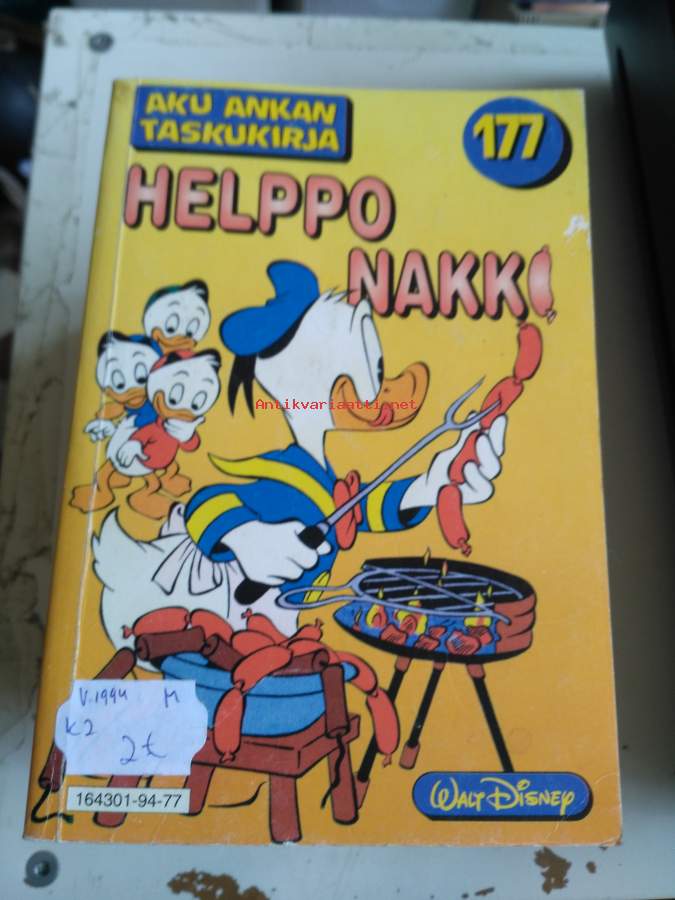 AKU ANKAN
TASKUKIRJA
177
HELPPO
NAKKI
Antikvariaatti.net
V.1994 M
K2
2€
164301-94-77
WALT DISNEY